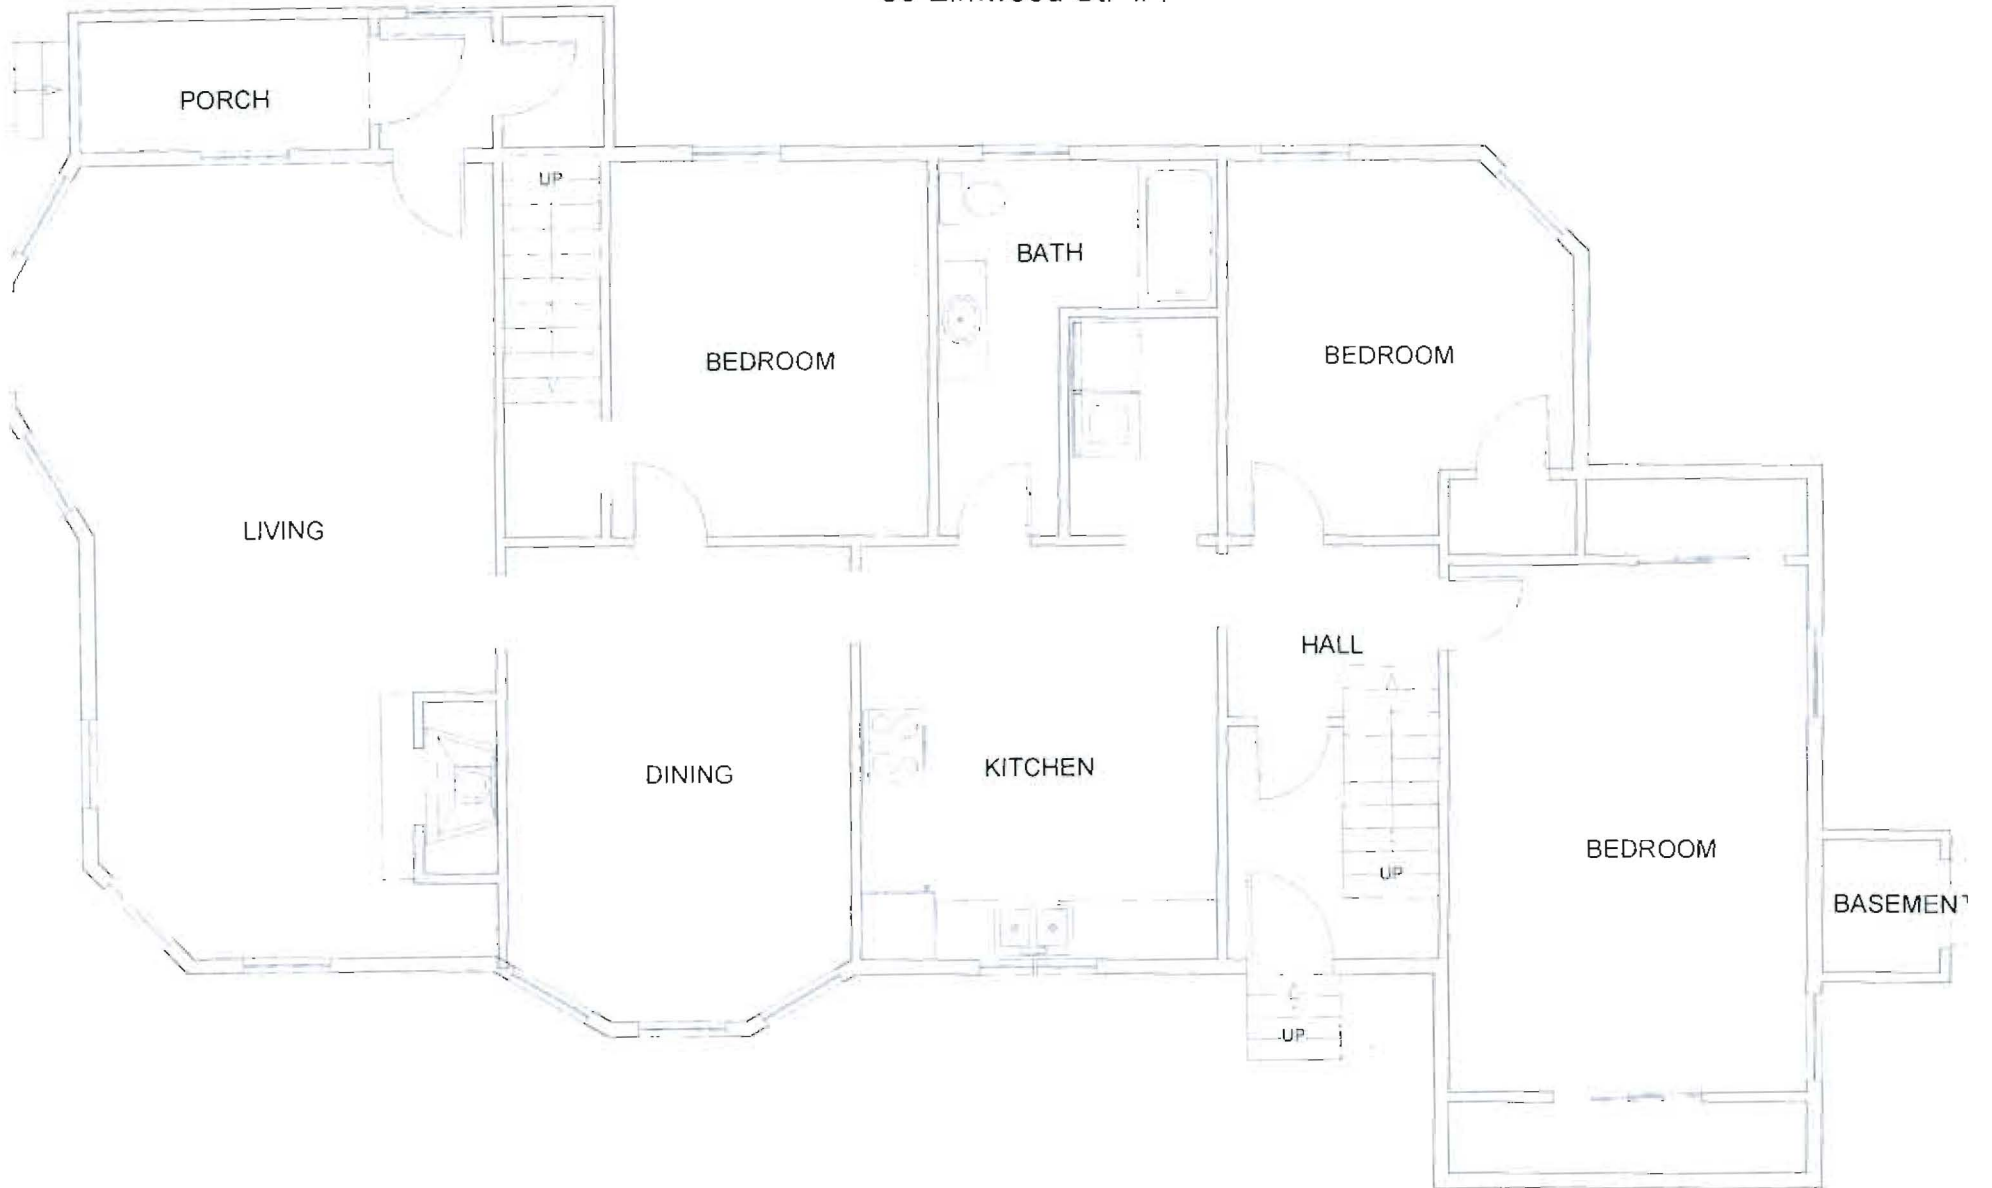 PORCH
UP
BATH
BEDROOM
BEDROOM
LIVING
HALL
DINING
KITCHEN
BEDROOM
UP
BASEMENT
UP